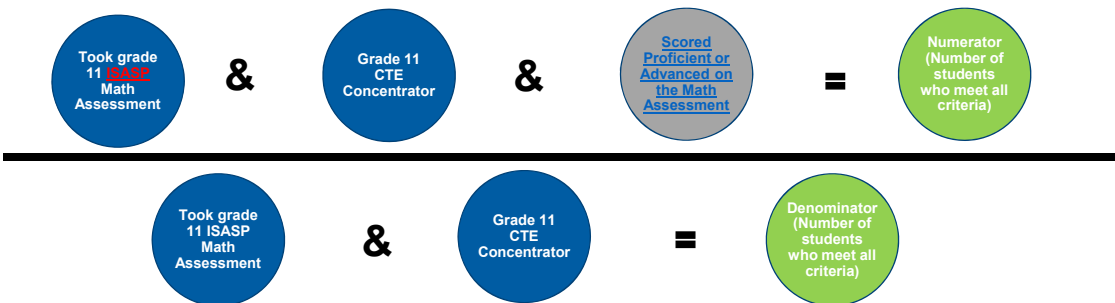 Took grade
11 ISASP
Math
Assessment
&
Grade 11
CTE
Concentrator
&
Scored
Proficient or
Advanced on
the Math
Assessment
=
Numerator
(Number of
students
who meet all
criteria)
Took grade
11 ISASP
Math
Assessment
&
Grade 11
CTE
Concentrator
=
Denominator
(Number of
students
who meet all
criteria)